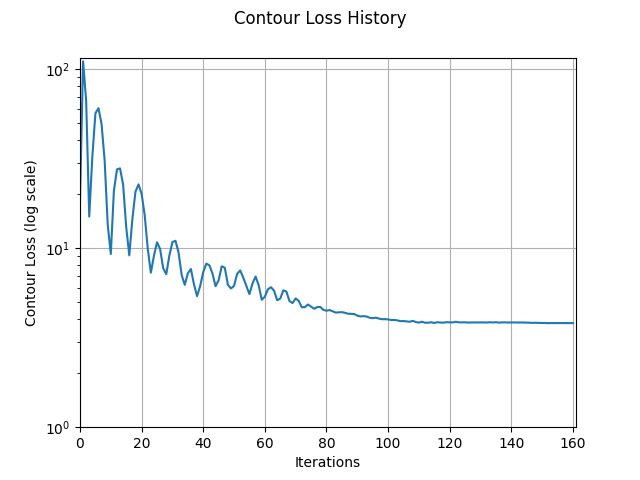 Contour Loss History
Contour Loss (log scale)
10²
10¹
10⁰
0 20 40 60 80 100 120 140 160
Iterations